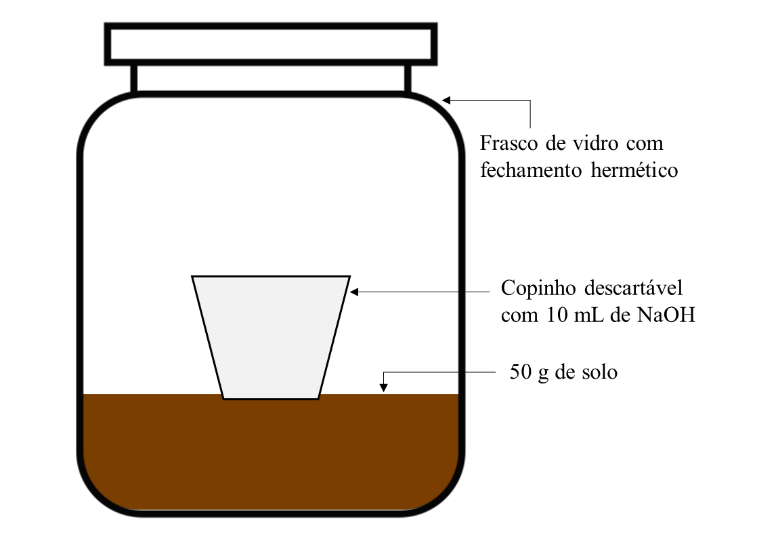 Frasco de vidro com
fechamento hermético
Copinho descartável
com 10 mL de NaOH
50 g de solo